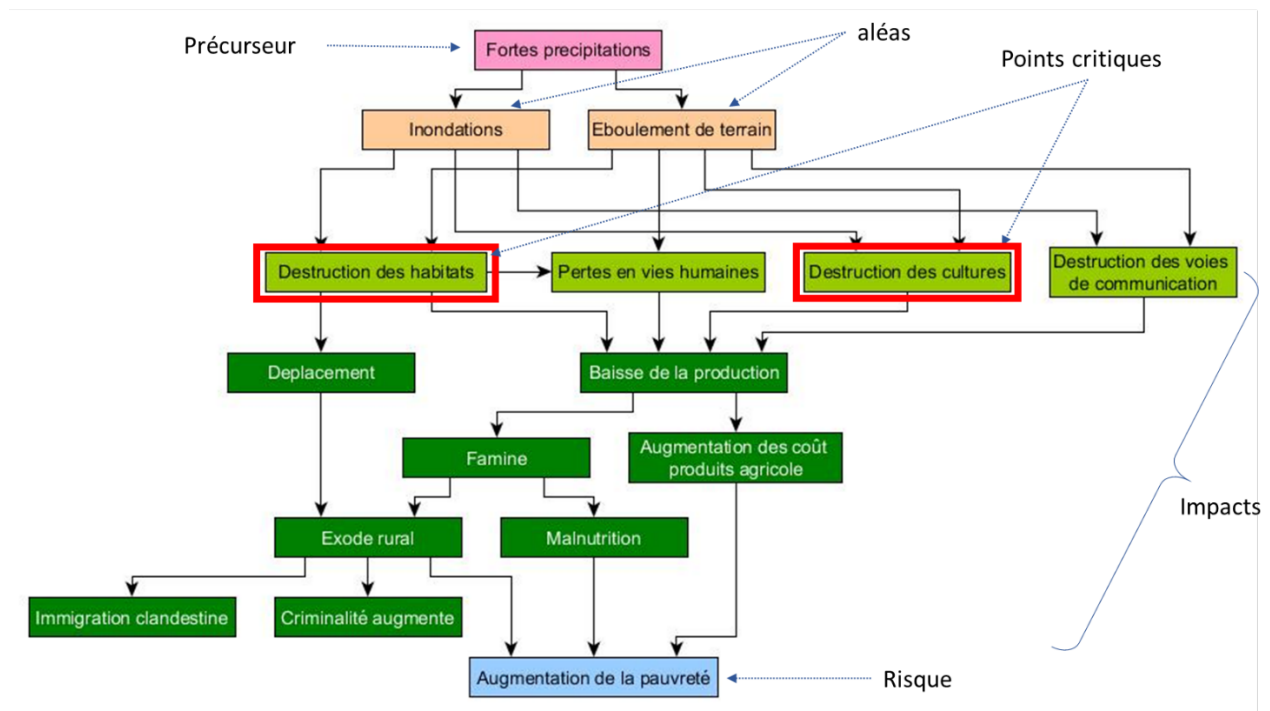 Précurseur
Fortes precipitations
aléas
Points critiques
Inondations
Eboulement de terrain
Destruction des habitats
Pertes en vies humaines
Destruction des cultures
Destruction des voies
de communication
Deplacement
Baisse de la production
Famine
Augmentation des coût
produits agricole
Impacts
Exode rural
Malnutrition
Immigration clandestine
Criminalité augmente
Augmentation de la pauvreté
Risque